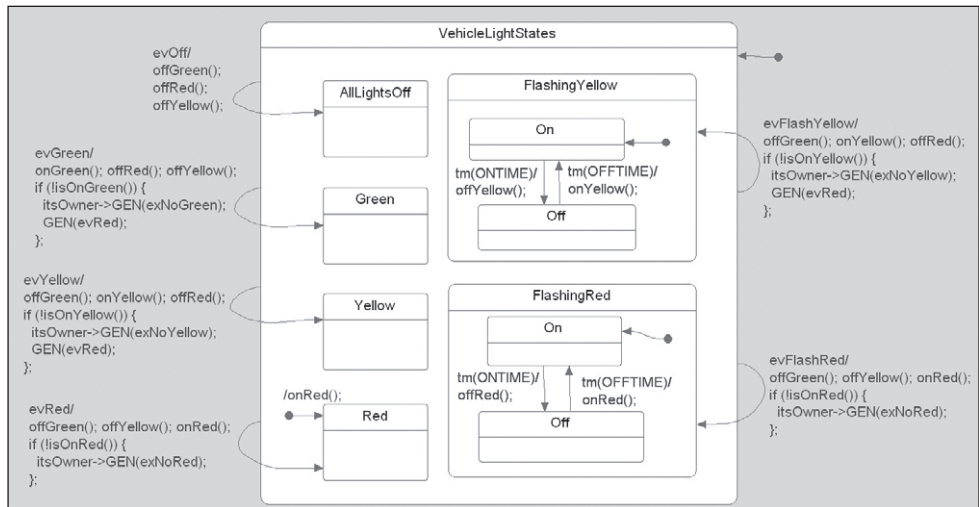 VehicleLightStates
evOff/
offGreen();
offRed();
offYellow();
AllLightsOff
evGreen/
onGreen(); offRed(); offYellow();
if (!isOnGreen()) {
itsOwner->GEN(exNoGreen);
GEN(evRed);
};
Green
evYellow/
offGreen(); onYellow(); offRed();
if (!isOnYellow()) {
itsOwner->GEN(exNoYellow);
GEN(evRed);
};
Yellow
/onRed();
evRed/
offGreen(); offYellow(); onRed();
if (!isOnRed()) {
itsOwner->GEN(exNoRed);
};
Red
FlashingYellow
On
tm(ONTIME)/
offYellow();
tm(OFFTIME)/
onYellow();
Off
evFlashYellow/
offGreen(); onYellow(); offRed();
if (!isOnYellow()) {
itsOwner->GEN(exNoYellow);
GEN(evRed);
};
FlashingRed
On
tm(ONTIME)/
offRed();
tm(OFFTIME)/
onRed();
Off
evFlashRed/
offGreen(); offYellow(); onRed();
if (!isOnRed()) {
itsOwner->GEN(exNoRed);
};